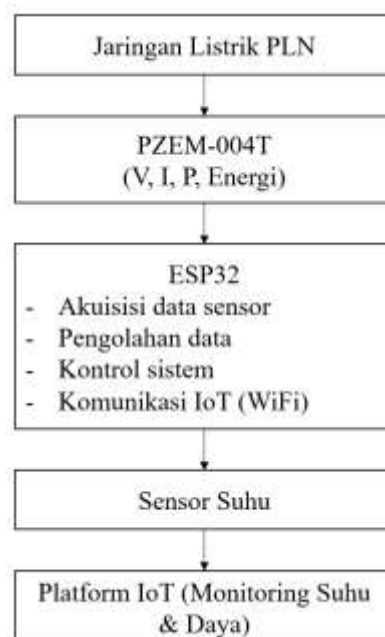 Jaringan Listrik PLN
PZEM-004T
(V, I, P, Energi)
ESP32
- Akuisisi data sensor
- Pengolahan data
- Kontrol sistem
- Komunikasi IoT (WiFi)
Sensor Suhu
Platform IoT (Monitoring Suhu
& Daya)